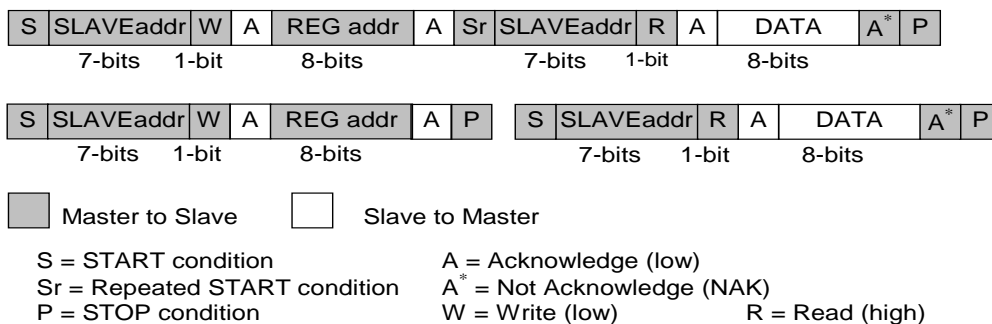 S SLAVEaddr W A REG addr A Sr SLAVEaddr R A DATA A* P
7-bits 1-bit 8-bits 7-bits 1-bit 8-bits
S SLAVEaddr W A REG addr A P
7-bits 1-bit 8-bits
S SLAVEaddr R A DATA A* P
7-bits 1-bit 8-bits
Master to Slave Slave to Master
S = START condition A = Acknowledge (low)
Sr = Repeated START condition A* = Not Acknowledge (NAK)
P = STOP condition W = Write (low) R = Read (high)